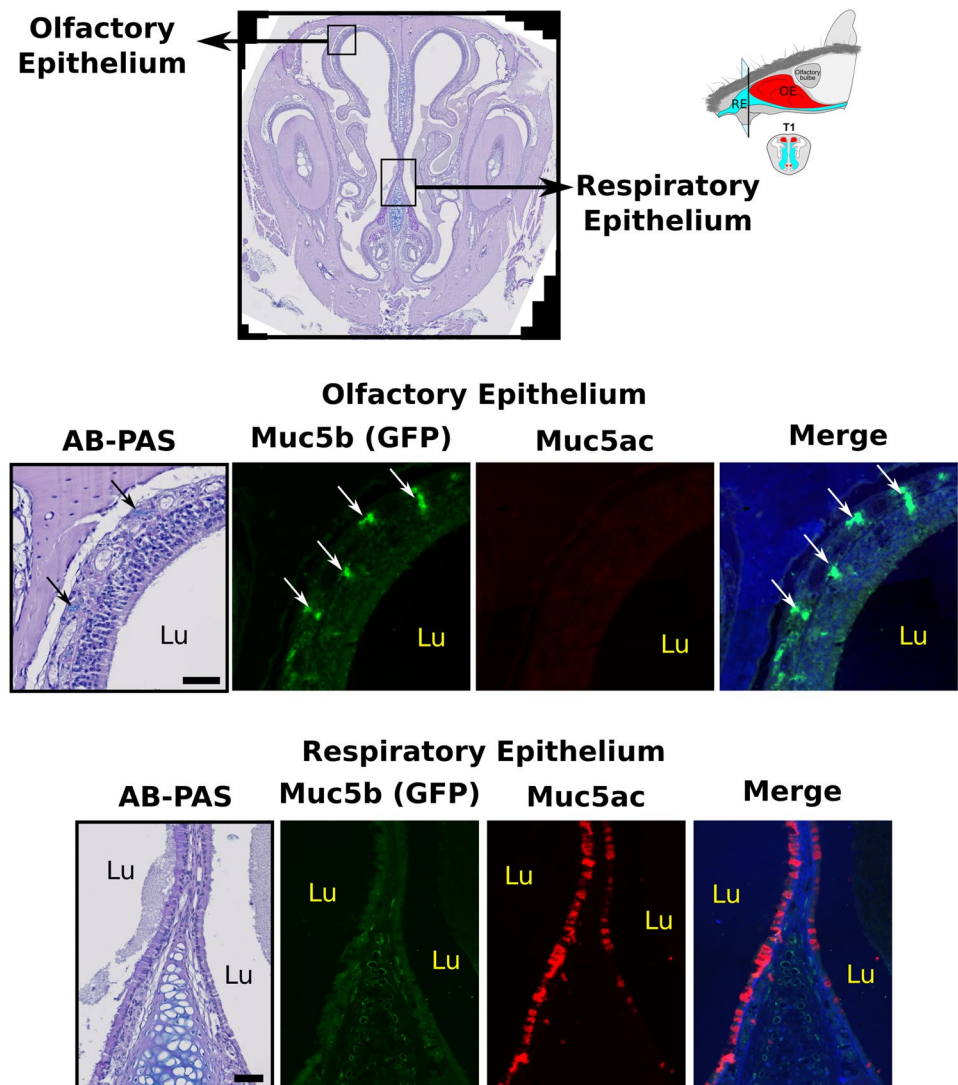 Olfactory
Epithelium
Olfactory
bulbe
OE
RE
T1
Respiratory
Epithelium
Olfactory Epithelium
AB-PAS
Muc5b (GFP)
Muc5ac
Merge
Lu
Lu
Lu
Lu
Respiratory Epithelium
AB-PAS
Muc5b (GFP)
Muc5ac
Merge
Lu
Lu
Lu
Lu
Lu
Lu
Lu
Lu